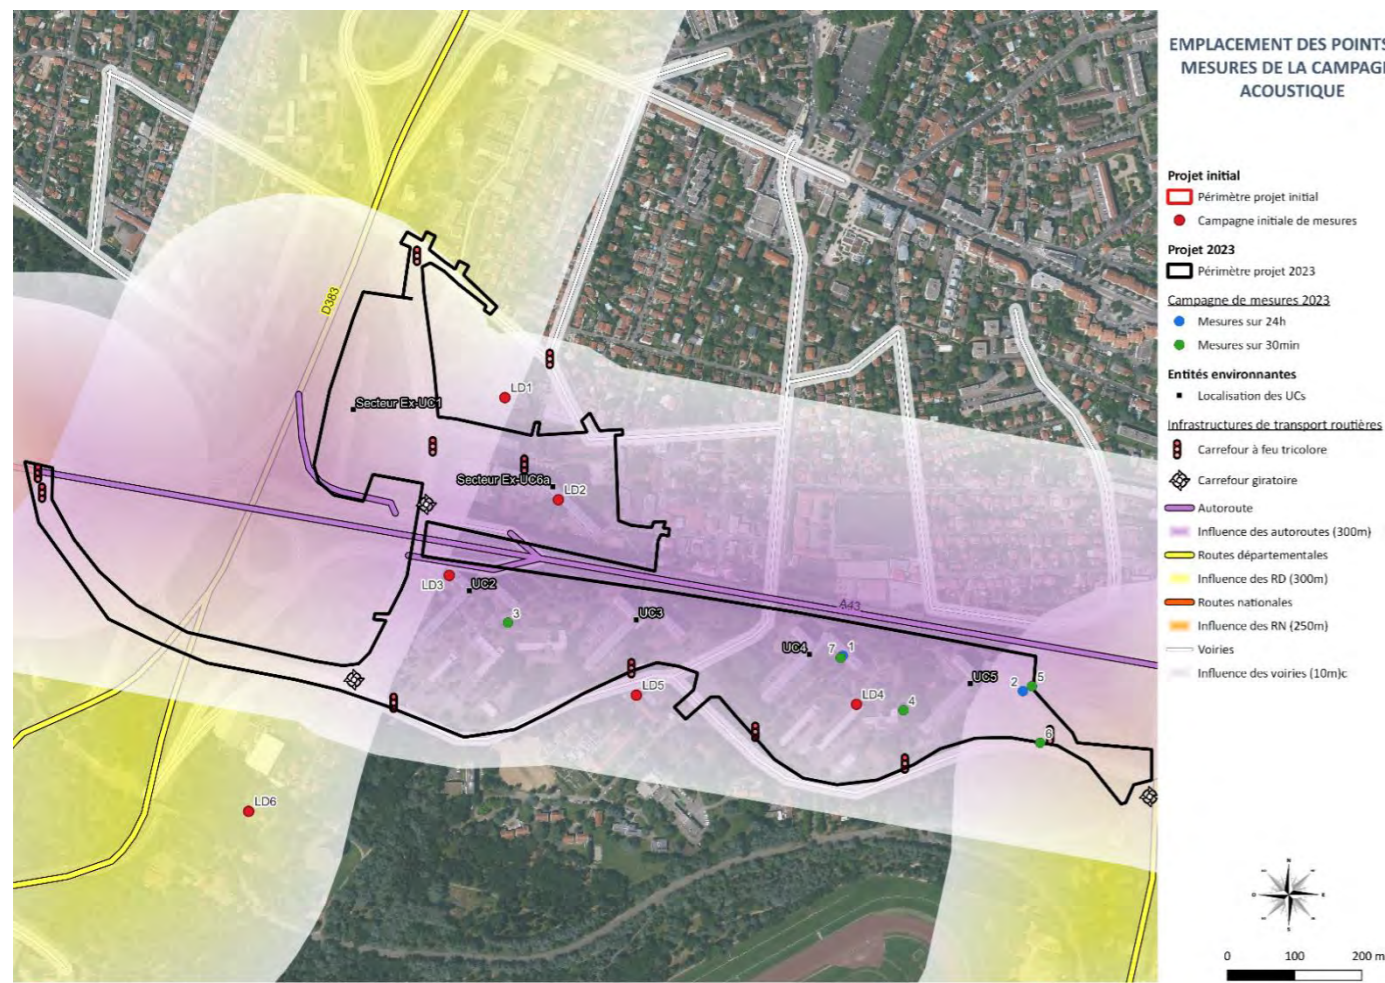 EMPLACEMENT DES POINTS
MESURES DE LA CAMPAG
ACOUSTIQUE
Projet initial
Périmètre projet initial
Campagne initiale de mesures
Projet 2023
Périmètre projet 2023
Campagne de mesures 2023
Mesures sur 24h
Mesures sur 30min
Entités environnantes
Localisation des UCs
Infrastructures de transport routières
Carrefour à feu tricolore
Carrefour giratoire
Autoroute
Influence des autoroutes (300m)
Routes départementales
Influence des RD (300m)
Routes nationales
Influence des RN (250m)
Voiries
Influence des voiries (10m)c
0 100 200 m
D383
LD1
Secteur Ex-UC1
Secteur Ex-UC6a
LD2
LD3
UC2
3
UC3
A43
UC4
7
1
UC5
2
5
LD5
LD4
4
6
LD6